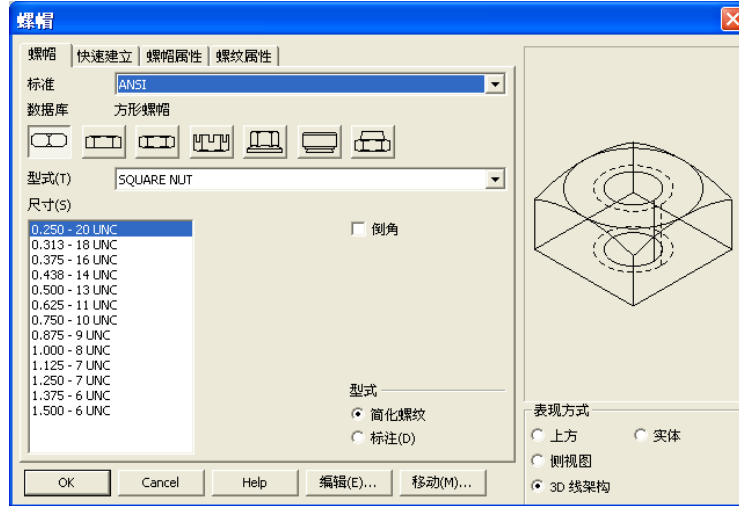 螺帽
螺帽 快速建立 螺帽属性 螺纹属性
标准 ANSI
数据库 方形螺帽
型式(T) SQUARE NUT
尺寸(S)
0.250 - 20 UNC
倒角
0.313 - 18 UNC
0.375 - 16 UNC
0.438 - 14 UNC
0.500 - 13 UNC
0.625 - 11 UNC
0.750 - 10 UNC
0.875 - 9 UNC
1.000 - 8 UNC
1.125 - 7 UNC
1.250 - 7 UNC
1.375 - 6 UNC
1.500 - 6 UNC
型式
简化螺纹
标注(D)
表现方式
上方 实体
侧视图
3D 线架构
OK Cancel Help 编辑(E)... 移动(M)...